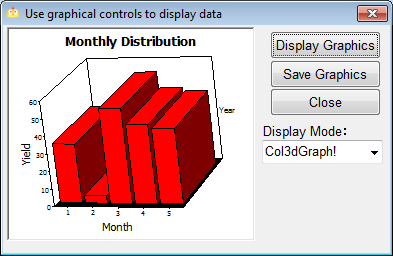 Use graphical controls to display data
Monthly Distribution
Display Graphics
Save Graphics
Close
Display Mode:
Col3dGraph!
60
50
40
30
20
10
0
Yield
Year
1 2 3 4 5
Month